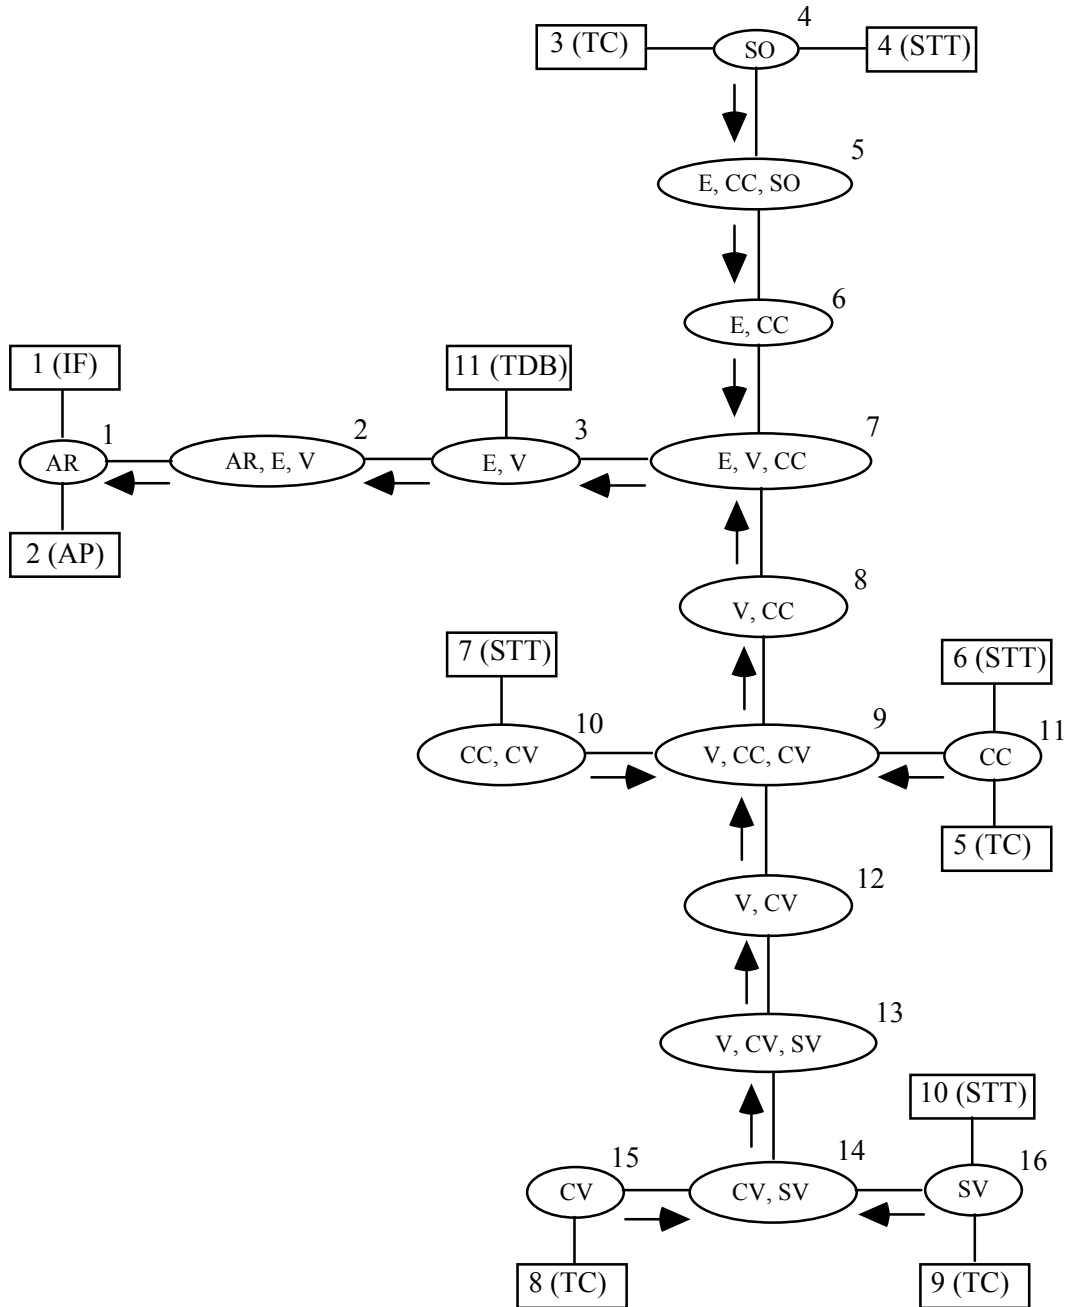 4
3 (TC)
SO
4 (STT)
5
E, CC, SO
6
E, CC
1 (IF)
11 (TDB)
1
2
3
7
AR
AR, E, V
E, V
E, V, CC
2 (AP)
8
V, CC
7 (STT)
6 (STT)
10
9
11
CC, CV
V, CC, CV
CC
5 (TC)
12
V, CV
13
V, CV, SV
10 (STT)
15
14
16
CV
CV, SV
SV
8 (TC)
9 (TC)